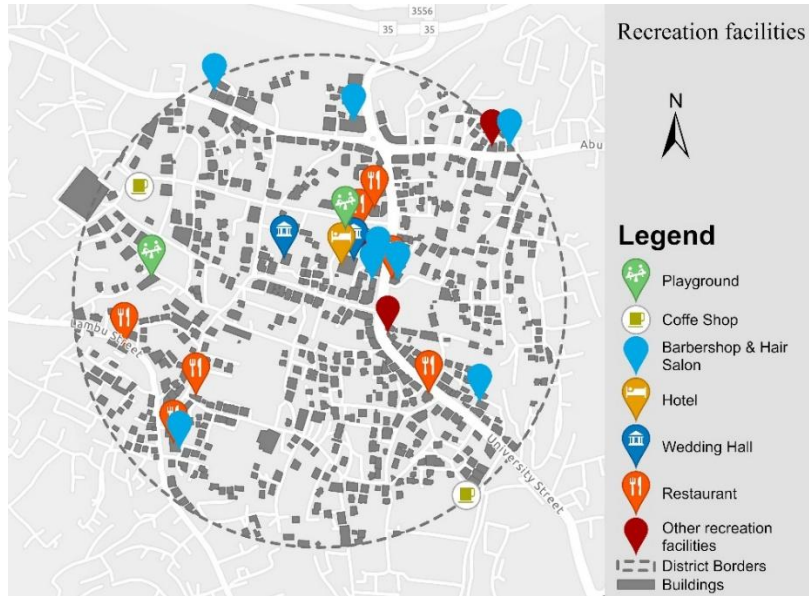 3556
35
35
Recreation facilities
N
Abu
Lambu Street
University Street
Legend
Playground
Coffe Shop
Barbershop & Hair
Salon
Hotel
Wedding Hall
Restaurant
Other recreation
facilities
District Borders
Buildings